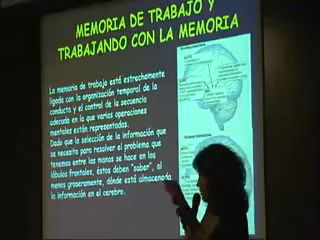 MEMORIA DE TRABAJO Y
TRABAJANDO CON LA MEMORIA
La memoria de trabajo está estrechamente
ligada con la organización temporal de la
conducta y el control de la secuencia
adecuada en la que varias operaciones
mentales están representadas.
Dado que la selección de la información que
se necesita para resolver el problema que
tenemos entre las manos se hace en los
lóbulos frontales, éstos deben "saber", al
menos groseramente, dónde está almacenada
la información en el cerebro.